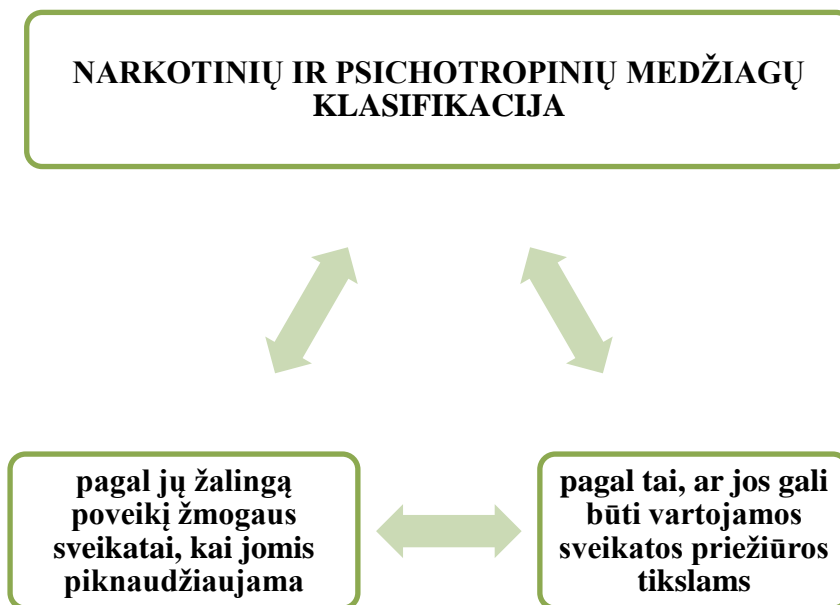 NARKOTINIŲ IR PSICHOTROPINIŲ MEDŽIAGŲ
KLASIFIKACIJA
pagal jų žalingą
poveikį žmogaus
sveikatai, kai jomis
piknaudžiaujama
pagal tai, ar jos gali
būti vartojamos
sveikatos priežiūros
tikslams